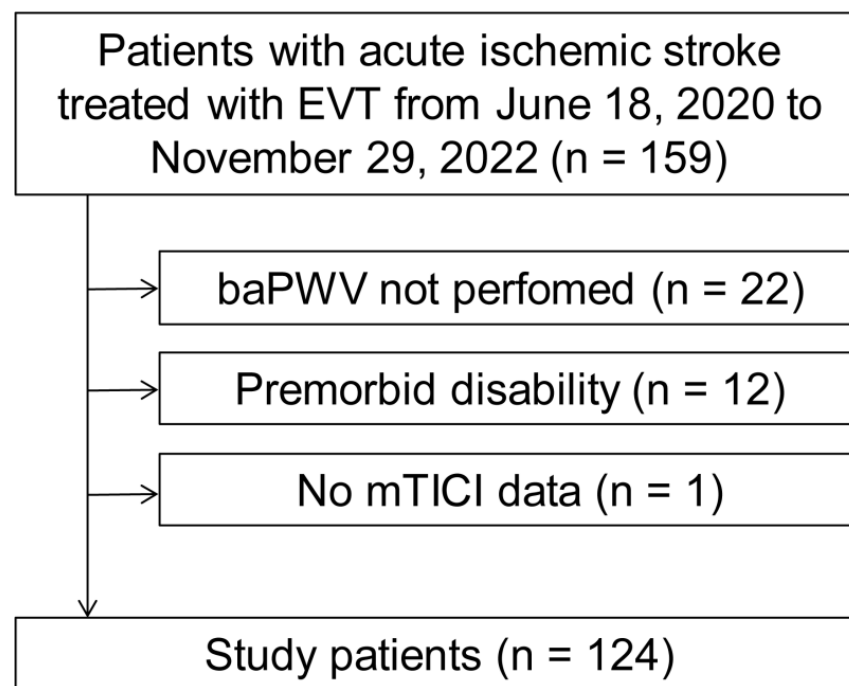 Patients with acute ischemic stroke
treated with EVT from June 18, 2020 to
November 29, 2022 (n = 159)
baPWV not perfomed (n = 22)
Premorbid disability (n = 12)
No mTICI data (n = 1)
Study patients (n = 124)